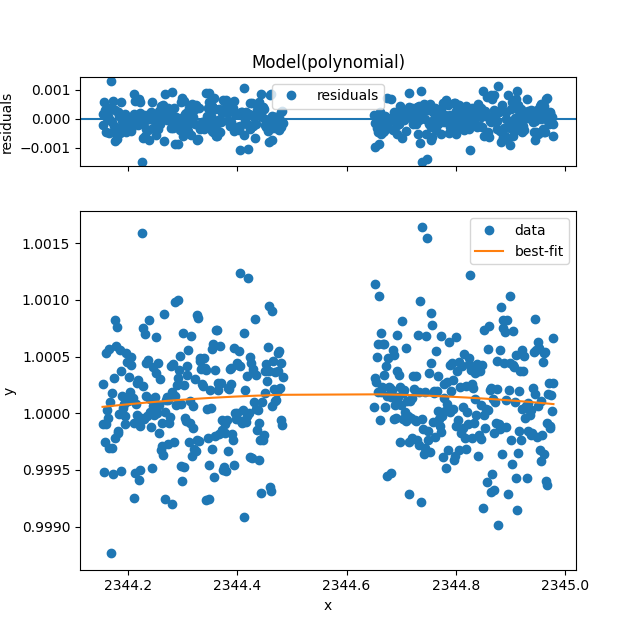 Model(polynomial)
residuals
0.001
0.000
−0.001
residuals
data
best-fit
y
1.0015
1.0010
1.0005
1.0000
0.9995
0.9990
2344.2 2344.4 2344.6 2344.8 2345.0
x